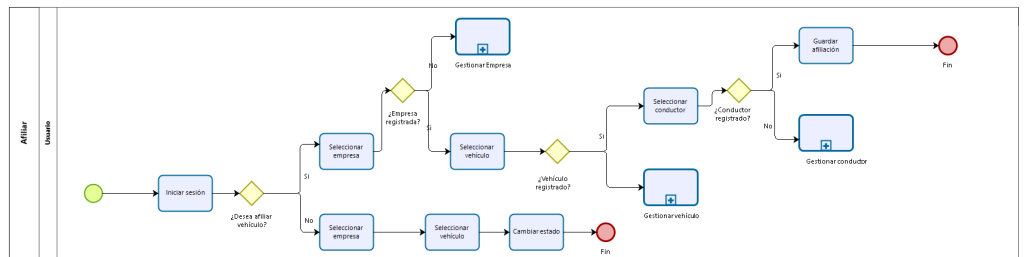 Afiliar
Usuario
Iniciar sesión
¿Desea afiliar
vehículo?
Si
No
Seleccionar
empresa
¿Empresa
registrada?
No
Si
Gestionar Empresa
Seleccionar
vehículo
¿Vehículo
registrado?
Si
No
Seleccionar
conductor
Gestionar vehículo
¿Conductor
registrado?
Si
No
Guardar
afiliación
Fin
Gestionar conductor
Seleccionar
empresa
Seleccionar
vehículo
Cambiar estado
Fin